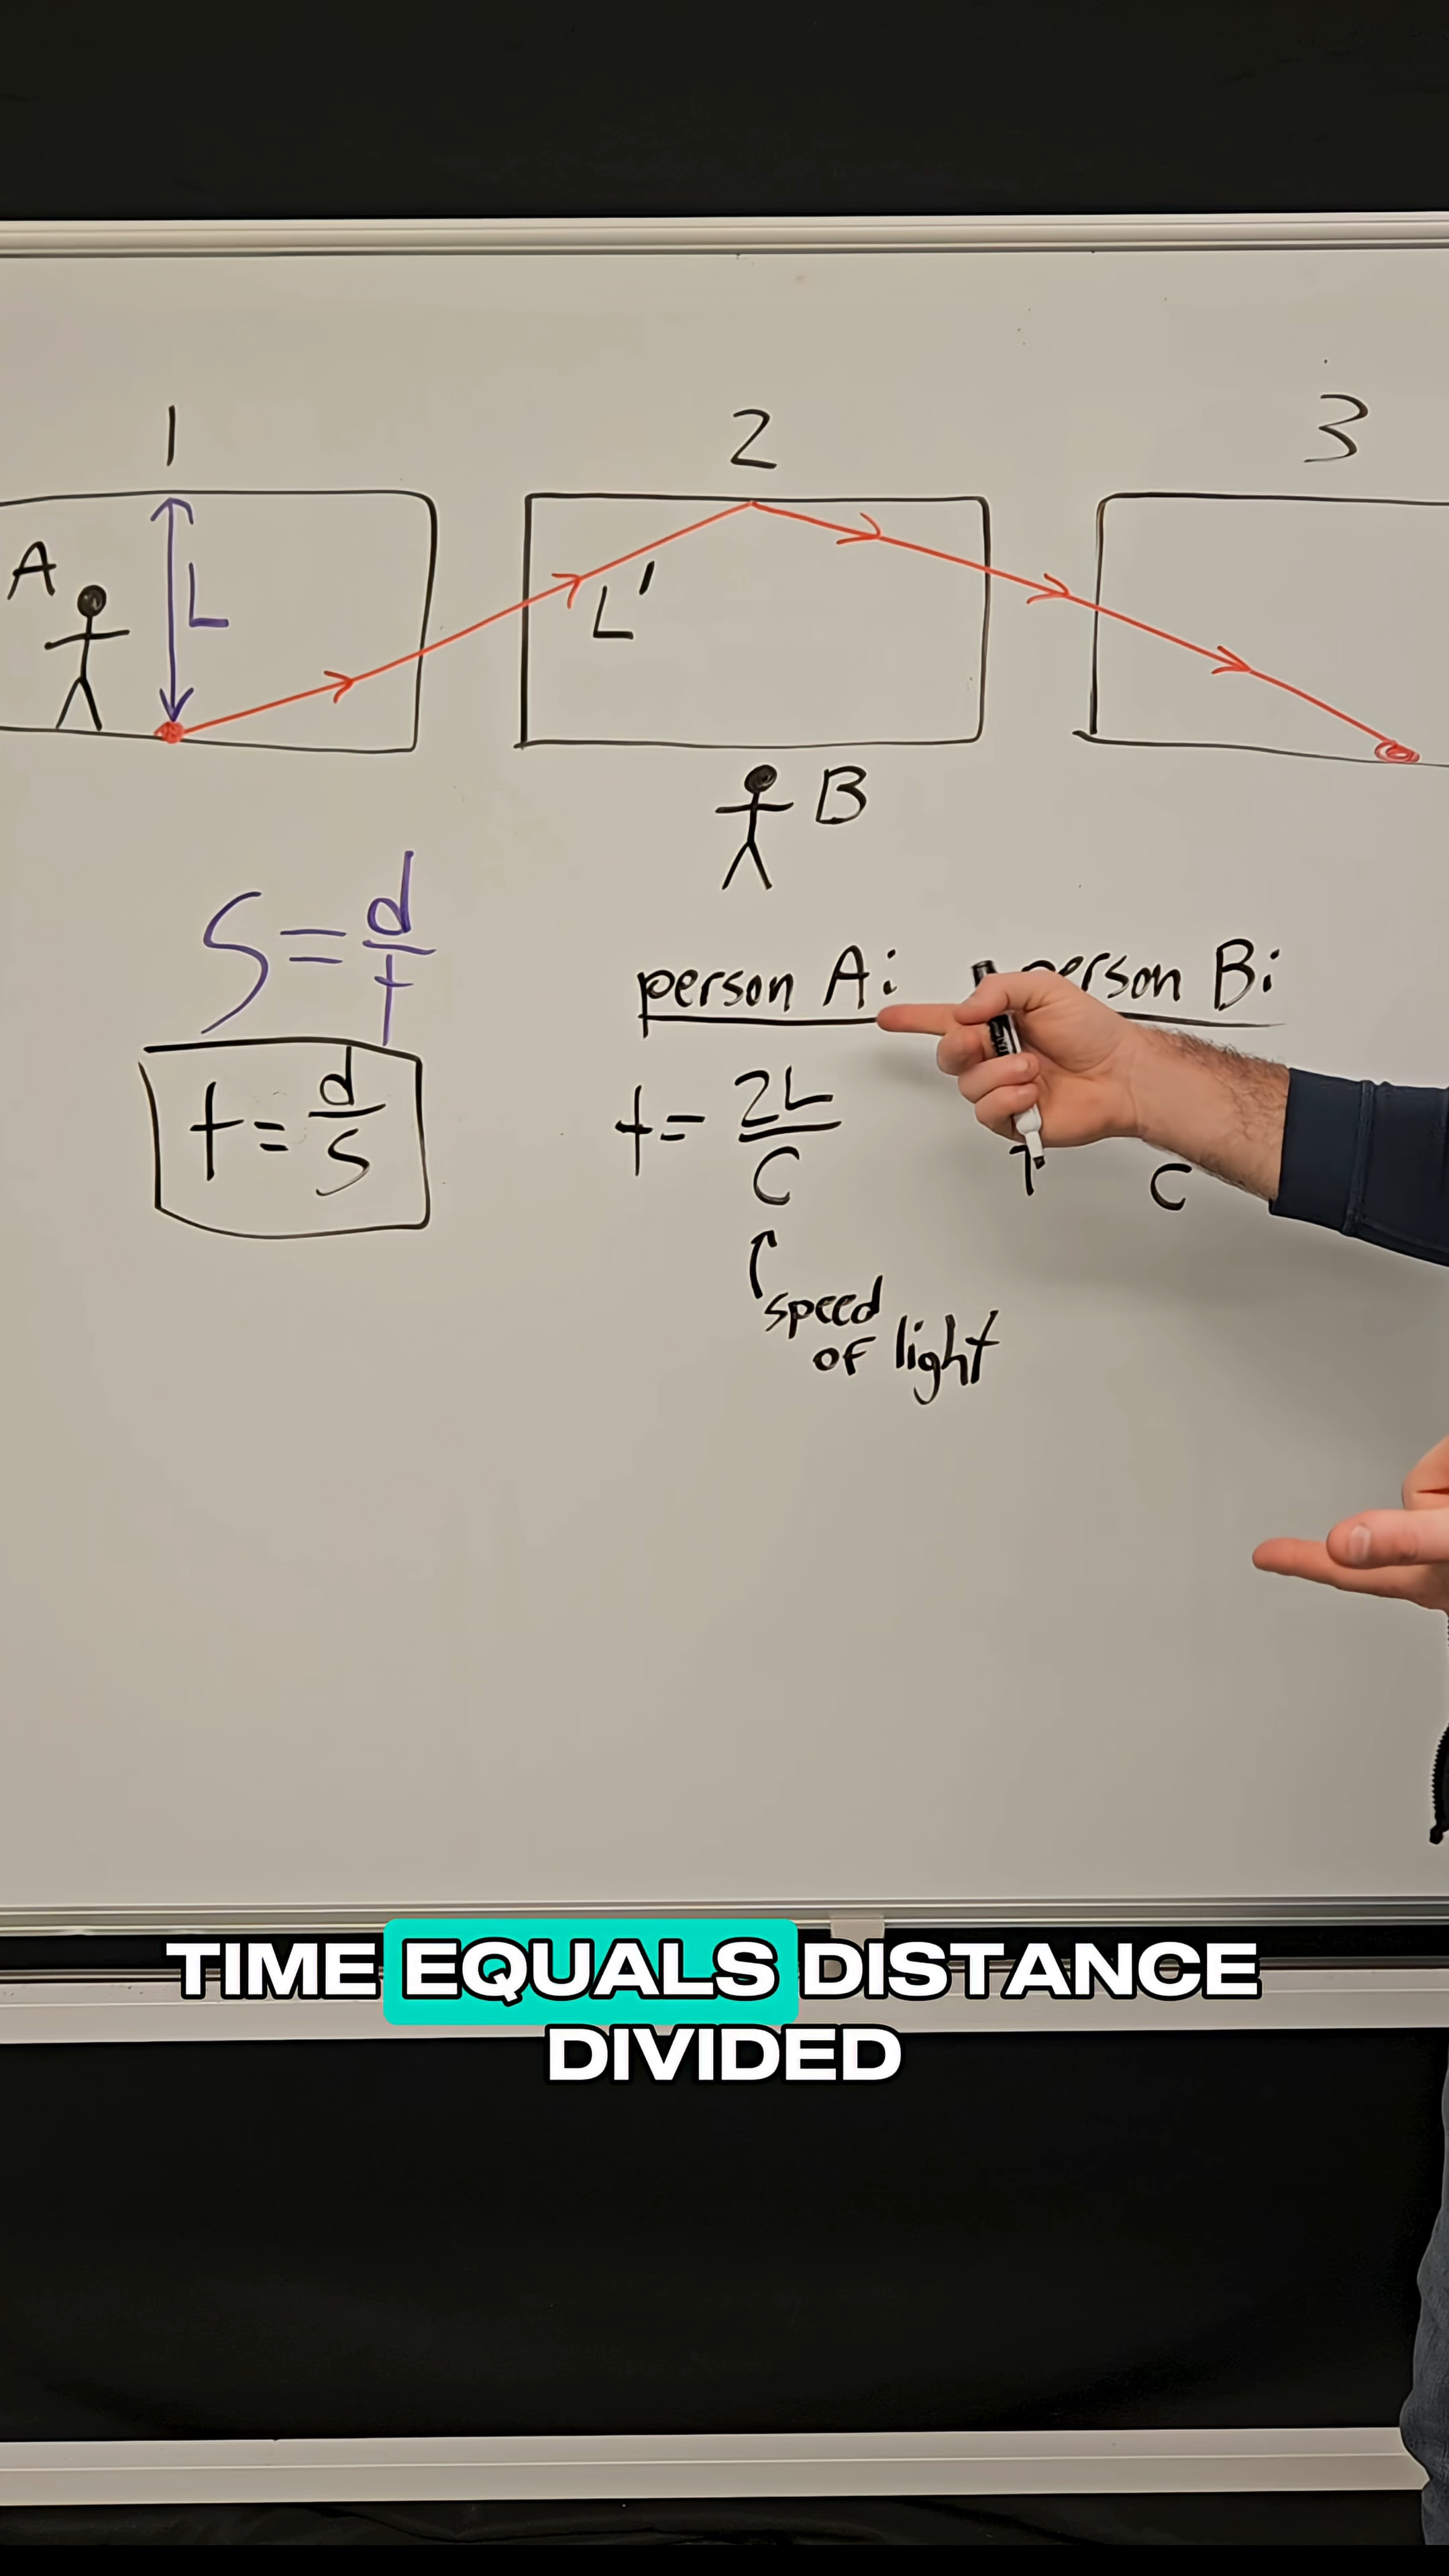 1 2 3
A
L
L'
B
S = d/t
person A: person B:
t = d/s
t = 2L/C
C
speed
of light
TIME EQUALS DISTANCE
DIVIDED